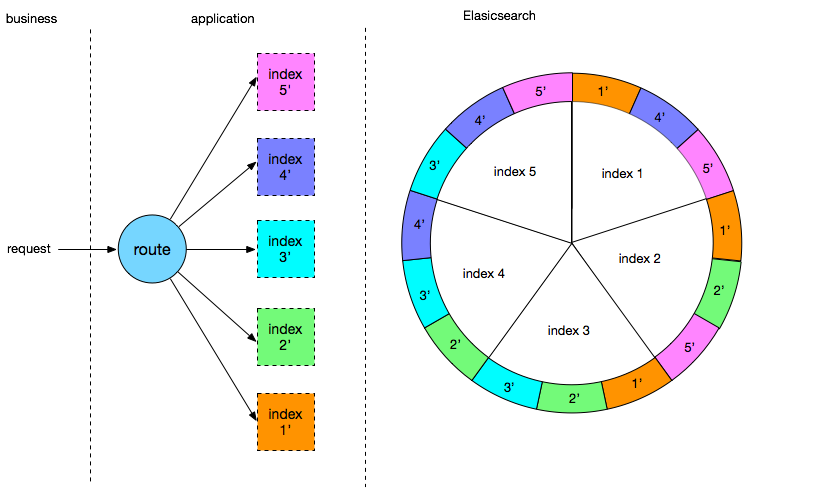 business
application
Elasicsearch
request
route
index
5'
index
4'
index
3'
index
2'
index
1'
5'
1'
4'
4'
3'
5'
index 5
index 1
4'
1'
index 4
index 2
3'
2'
index 3
2'
5'
3'
2'
1'